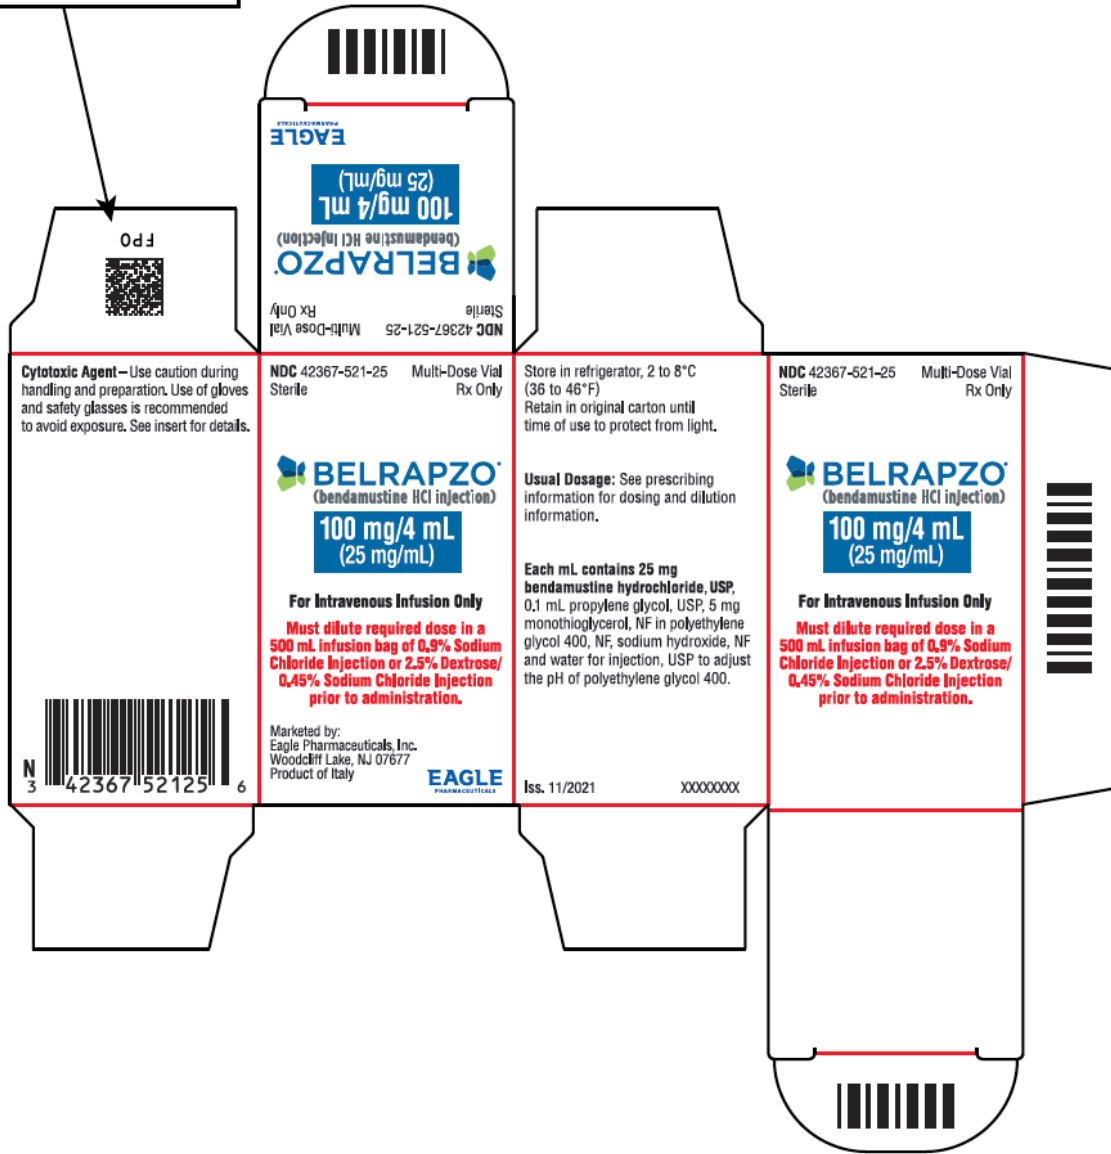 EAGLE
PHARMACEUTICALS
100 mg/4 mL
(25 mg/mL)
BELRAPZO
(bendamustine HCl injection)
NDC 42367-521-25 Multi-Dose Vial
Sterile Rx Only
FPO
Cytotoxic Agent – Use caution during
handling and preparation. Use of gloves
and safety glasses is recommended
to avoid exposure. See insert for details.
N
3 42367 52125 6
NDC 42367-521-25 Multi-Dose Vial
Sterile Rx Only
BELRAPZO
(bendamustine HCl injection)
100 mg/4 mL
(25 mg/mL)
For Intravenous Infusion Only
Must dilute required dose in a
500 mL infusion bag of 0.9% Sodium
Chloride Injection or 2.5% Dextrose/
0.45% Sodium Chloride Injection
prior to administration.
Marketed by:
Eagle Pharmaceuticals, Inc.
Woodcliff Lake, NJ 07677
Product of Italy
EAGLE
PHARMACEUTICALS
Store in refrigerator, 2 to 8°C
(36 to 46°F)
Retain in original carton until
time of use to protect from light.
Usual Dosage: See prescribing
information for dosing and dilution
information.
Each mL contains 25 mg
bendamustine hydrochloride, USP,
0.1 mL propylene glycol, USP, 5 mg
monothioglycerol, NF in polyethylene
glycol 400, NF, sodium hydroxide, NF
and water for injection, USP to adjust
the pH of polyethylene glycol 400.
Iss. 11/2021 XXXXXXXX
NDC 42367-521-25 Multi-Dose Vial
Sterile Rx Only
BELRAPZO
(bendamustine HCl injection)
100 mg/4 mL
(25 mg/mL)
For Intravenous Infusion Only
Must dilute required dose in a
500 mL infusion bag of 0.9% Sodium
Chloride Injection or 2.5% Dextrose/
0.45% Sodium Chloride Injection
prior to administration.